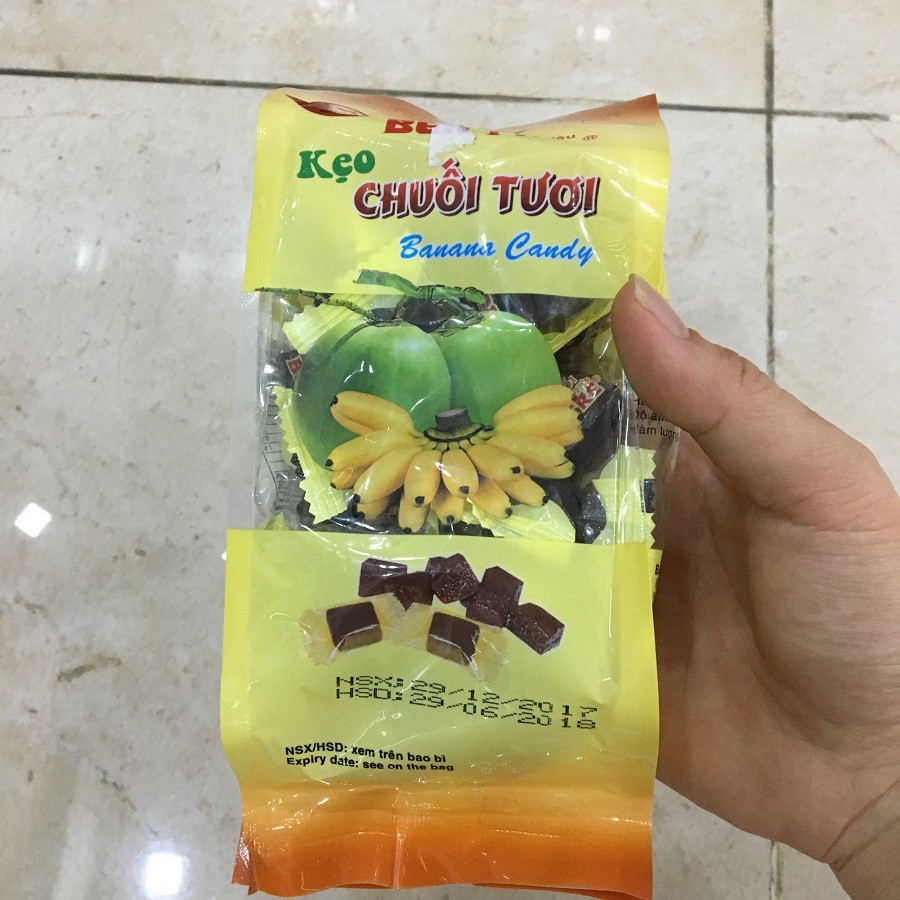 Kẹo
CHUỐI TƯƠI
Banana Candy
NSX: 29/12/2017
HSD: 29/06/2018
NSX/HSD: xem trên bao bì
Expiry date: see on the bag